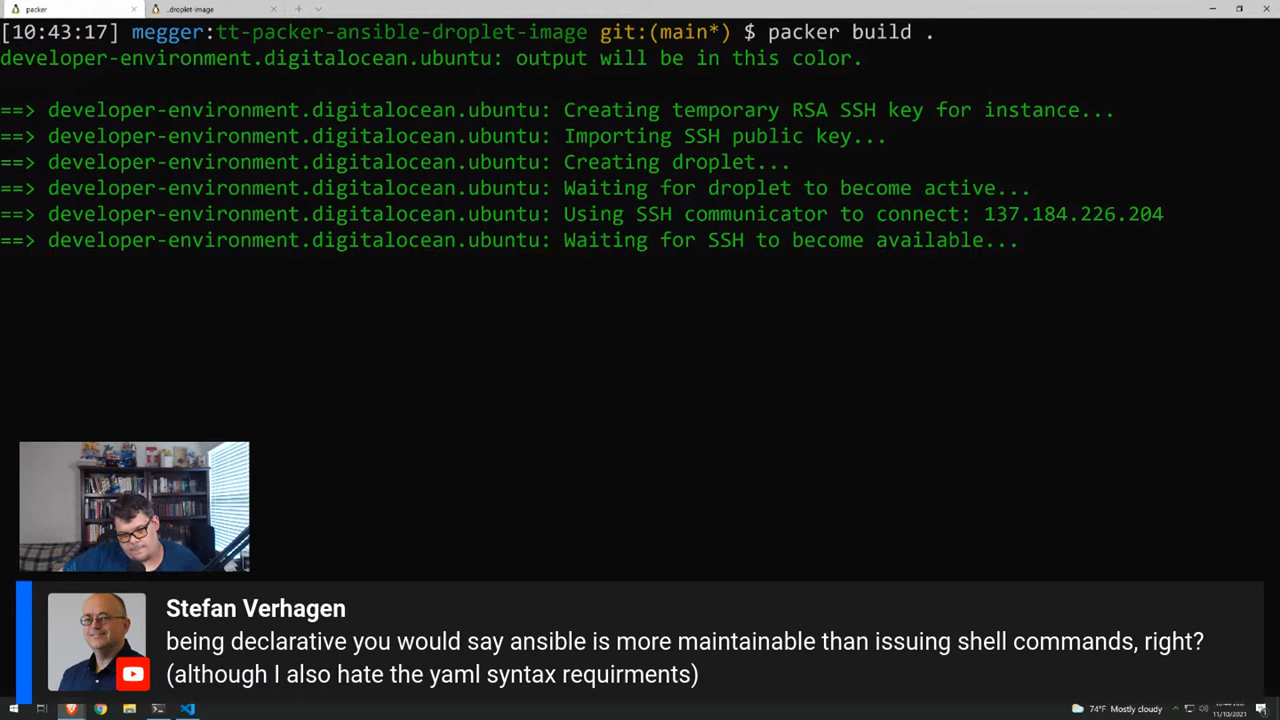 packer
..droplet-image
[10:43:17] megger:tt-packer-ansible-droplet-image git:(main*) $ packer build .
developer-environment.digitalocean.ubuntu: output will be in this color.
==> developer-environment.digitalocean.ubuntu: Creating temporary RSA SSH key for instance...
==> developer-environment.digitalocean.ubuntu: Importing SSH public key...
==> developer-environment.digitalocean.ubuntu: Creating droplet...
==> developer-environment.digitalocean.ubuntu: Waiting for droplet to become active...
==> developer-environment.digitalocean.ubuntu: Using SSH communicator to connect: 137.184.226.204
==> developer-environment.digitalocean.ubuntu: Waiting for SSH to become available...
Stefan Verhagen
being declarative you would say ansible is more maintainable than issuing shell commands, right?
(although I also hate the yaml syntax requirments)
74°F Mostly cloudy
11/10/2021